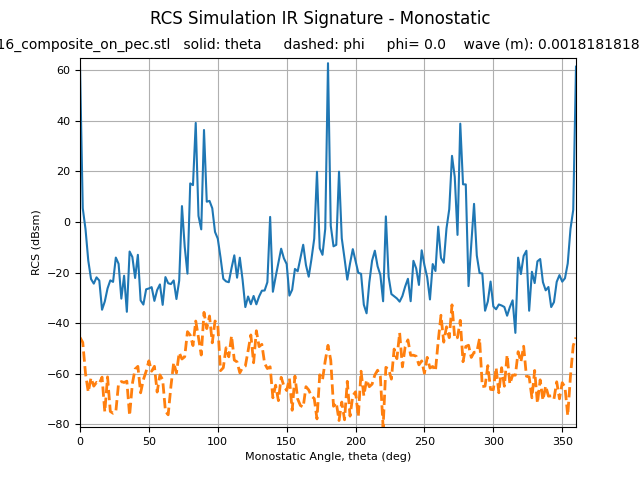 RCS Simulation IR Signature - Monostatic
16_composite_on_pec.stl   solid: theta     dashed: phi     phi= 0.0    wave (m): 0.0018181818
60
40
20
0
−20
−40
−60
−80
RCS (dBsm)
0 50 100 150 200 250 300 350
Monostatic Angle, theta (deg)